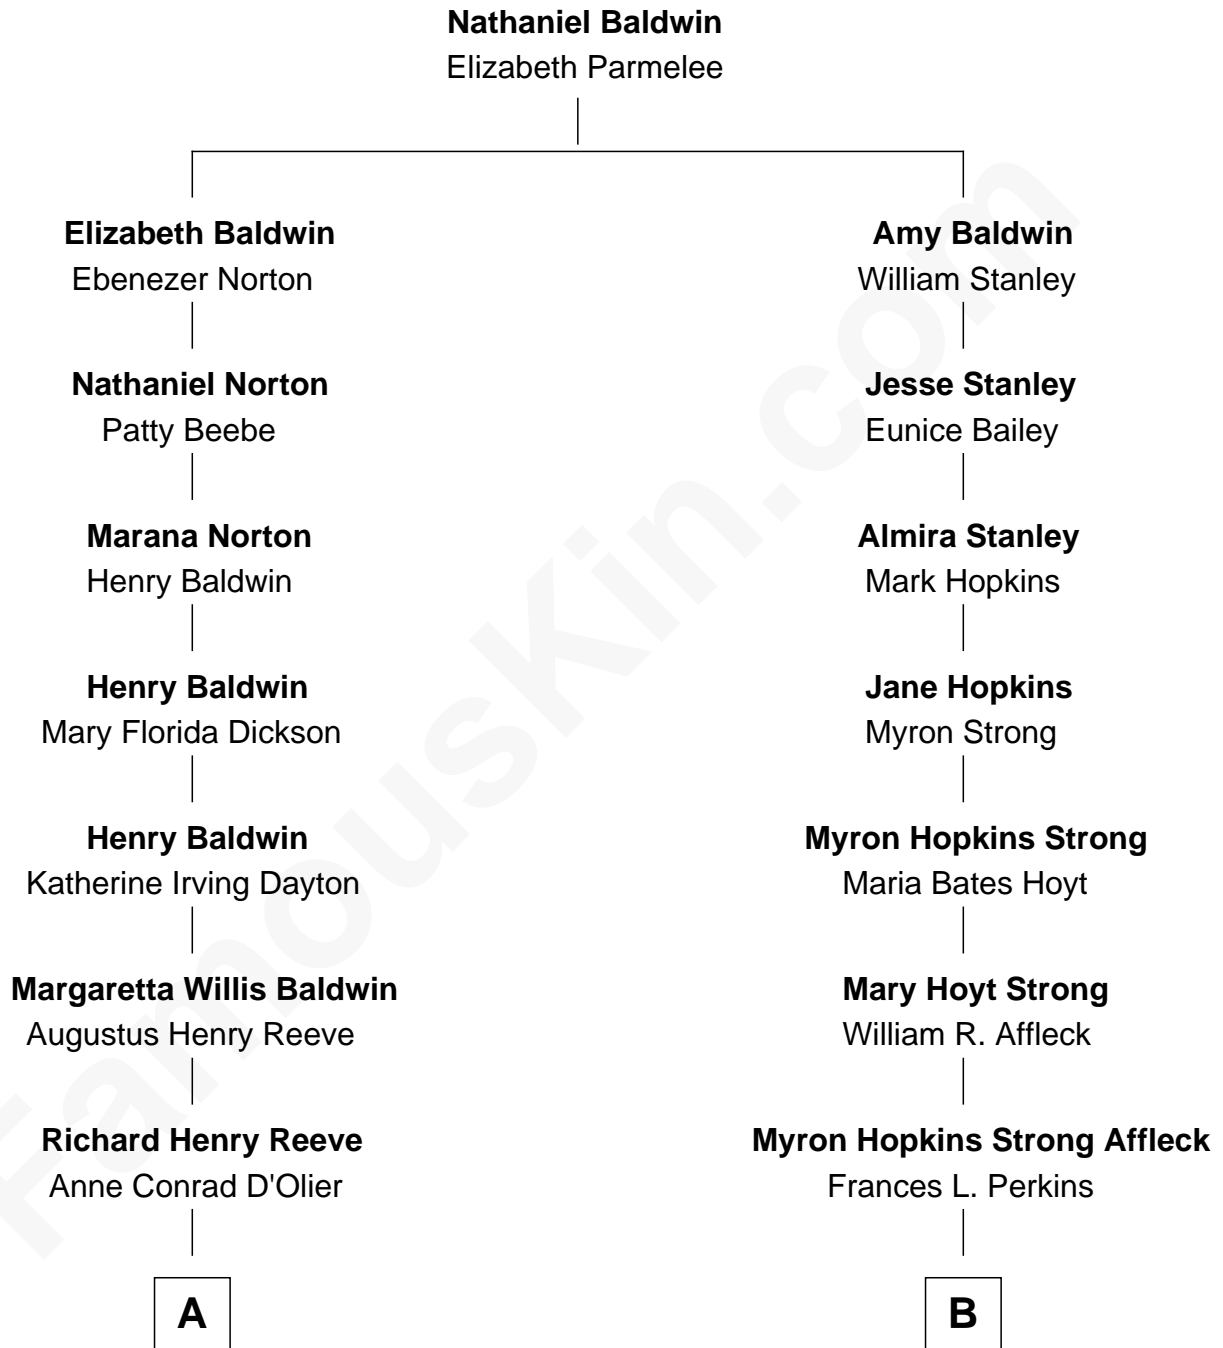 Nathaniel Baldwin
Elizabeth Parmelee
Elizabeth Baldwin
Ebenezer Norton
Amy Baldwin
William Stanley
Nathaniel Norton
Patty Beebe
Jesse Stanley
Eunice Bailey
Marana Norton
Henry Baldwin
Almira Stanley
Mark Hopkins
Henry Baldwin
Mary Florida Dickson
Jane Hopkins
Myron Strong
Henry Baldwin
Katherine Irving Dayton
Myron Hopkins Strong
Maria Bates Hoyt
Margaretta Willis Baldwin
Augustus Henry Reeve
Mary Hoyt Strong
William R. Affleck
Richard Henry Reeve
Anne Conrad D'Olier
Myron Hopkins Strong Affleck
Frances L. Perkins
A
B
FamousKin.com